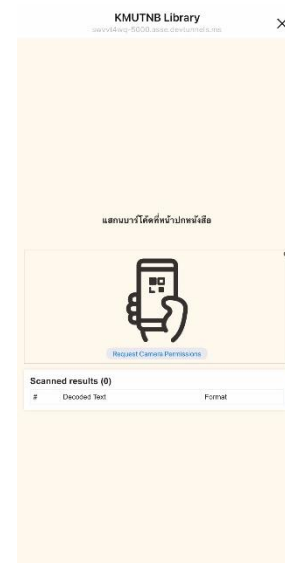 KMUTNB Library
แสกนบาร์โค้ดที่หน้าปกหนังสือ
Request Camera Permissions
Scanned results (0)
# Decoded Text Format